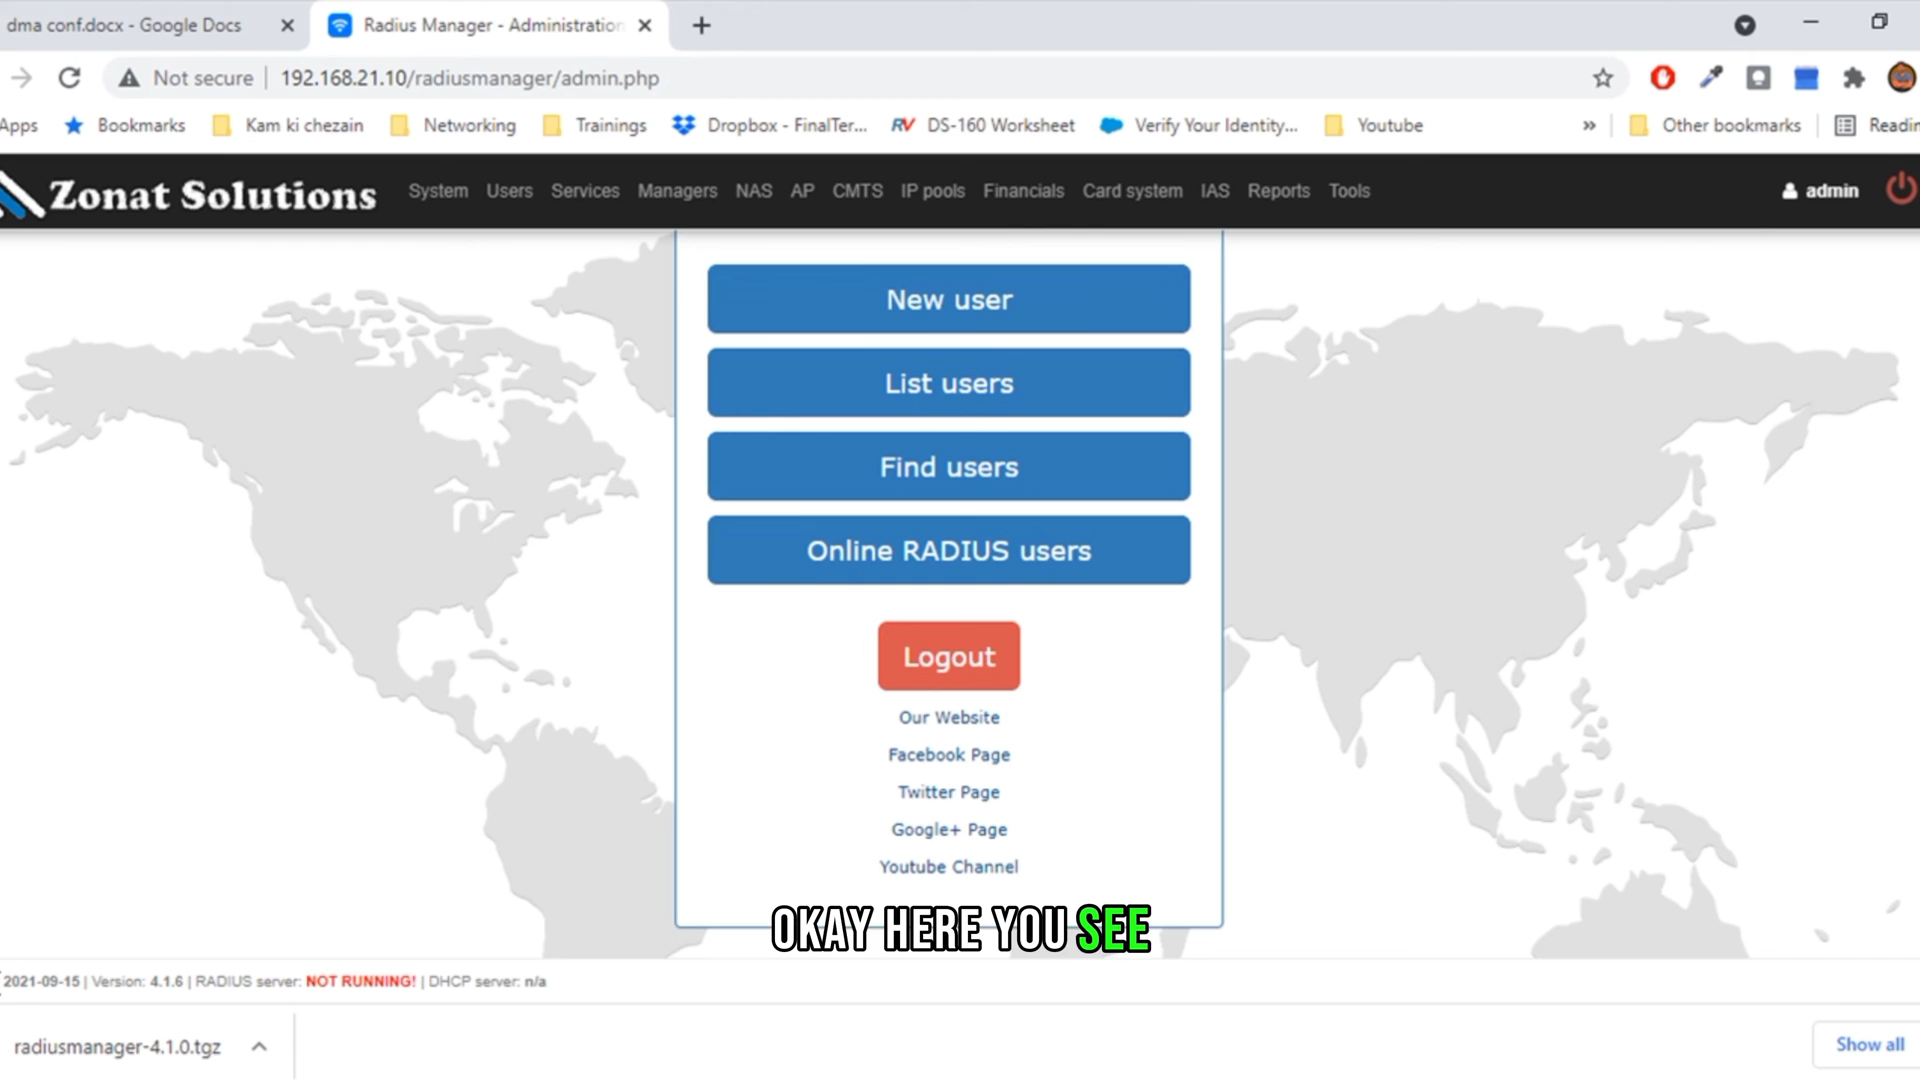 dma conf.docx - Google Docs
Radius Manager - Administration
Not secure
192.168.21.10/radiusmanager/admin.php
Apps
Bookmarks
Kam ki chezain
Networking
Trainings
Dropbox - FinalTer...
RV DS-160 Worksheet
Verify Your Identity...
Youtube
»
Other bookmarks
Readin
Zonat Solutions
System
Users
Services
Managers
NAS
AP
CMTS
IP pools
Financials
Card system
IAS
Reports
Tools
admin
New user
List users
Find users
Online RADIUS users
Logout
Our Website
Facebook Page
Twitter Page
Google+ Page
Youtube Channel
OKAY HERE YOU SEE
2021-09-15 | Version: 4.1.6 | RADIUS server: NOT RUNNING! | DHCP server: n/a
radiusmanager-4.1.0.tgz
Show all